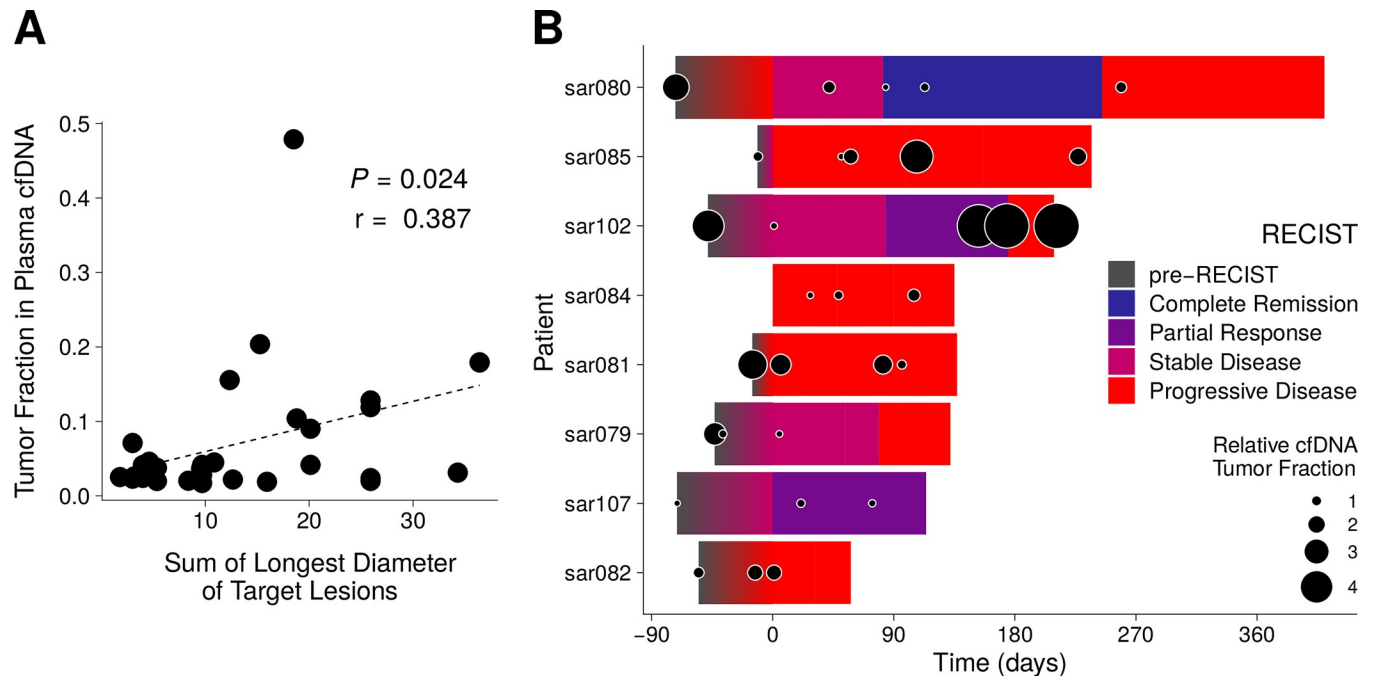 A
B
Tumor Fraction in Plasma cfDNA
0.5
0.4
0.3
0.2
0.1
0.0
P = 0.024
r = 0.387
10
20
30
Sum of Longest Diameter
of Target Lesions
Patient
sar080
sar085
sar102
sar084
sar081
sar079
sar107
sar082
−90
0
90
180
270
360
Time (days)
RECIST
pre−RECIST
Complete Remission
Partial Response
Stable Disease
Progressive Disease
Relative cfDNA
Tumor Fraction
1
2
3
4